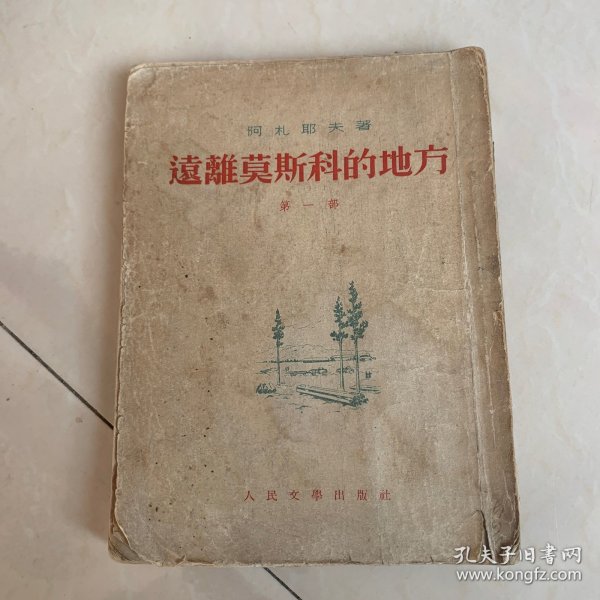 阿札耶夫著
遠離莫斯科的地方
第一部
人民文學出版社
孔夫子旧书网
www.kongfz.com